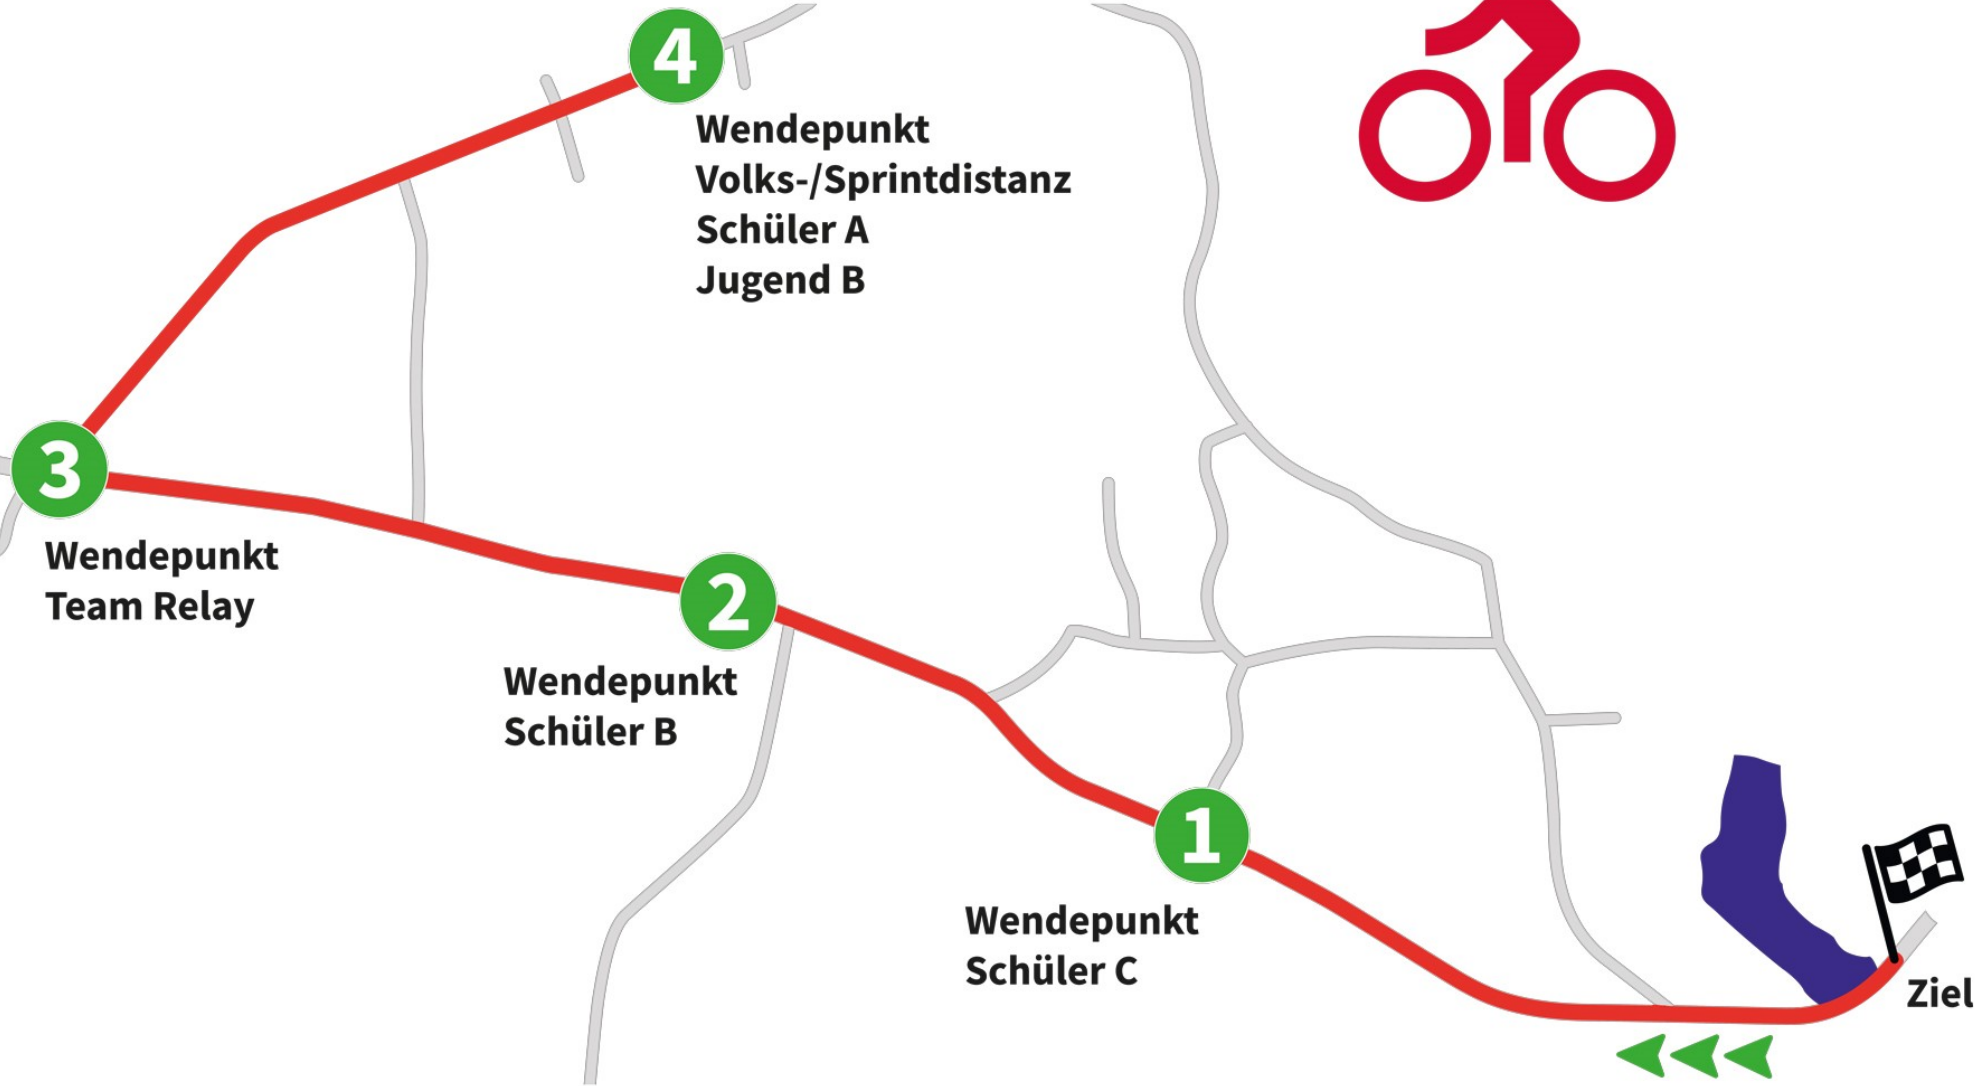 4
Wendepunkt
Volks-/Sprintdistanz
Schüler A
Jugend B
3
Wendepunkt
Team Relay
2
Wendepunkt
Schüler B
1
Wendepunkt
Schüler C
Ziel